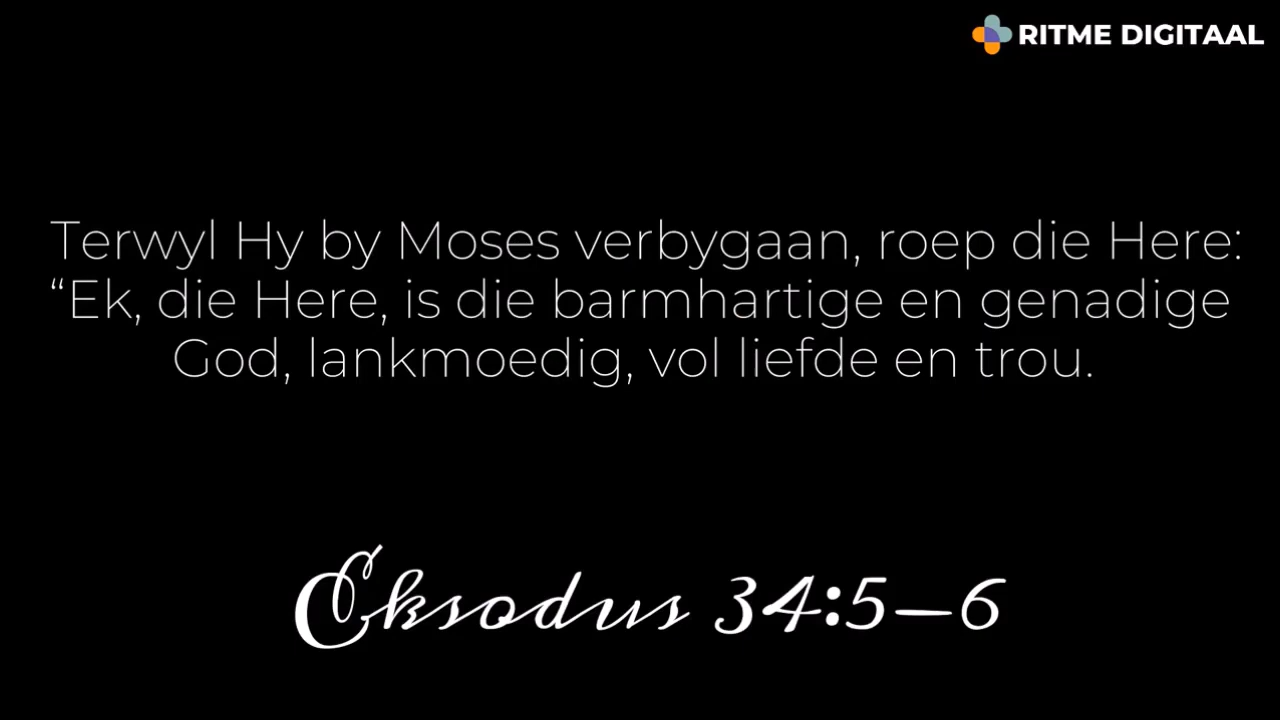 RITME DIGITAAL
Terwyl Hy by Moses verbygaan, roep die Here:
“Ek, die Here, is die barmhartige en genadige
God, lankmoedig, vol liefde en trou.
Eksodus 34:5–6